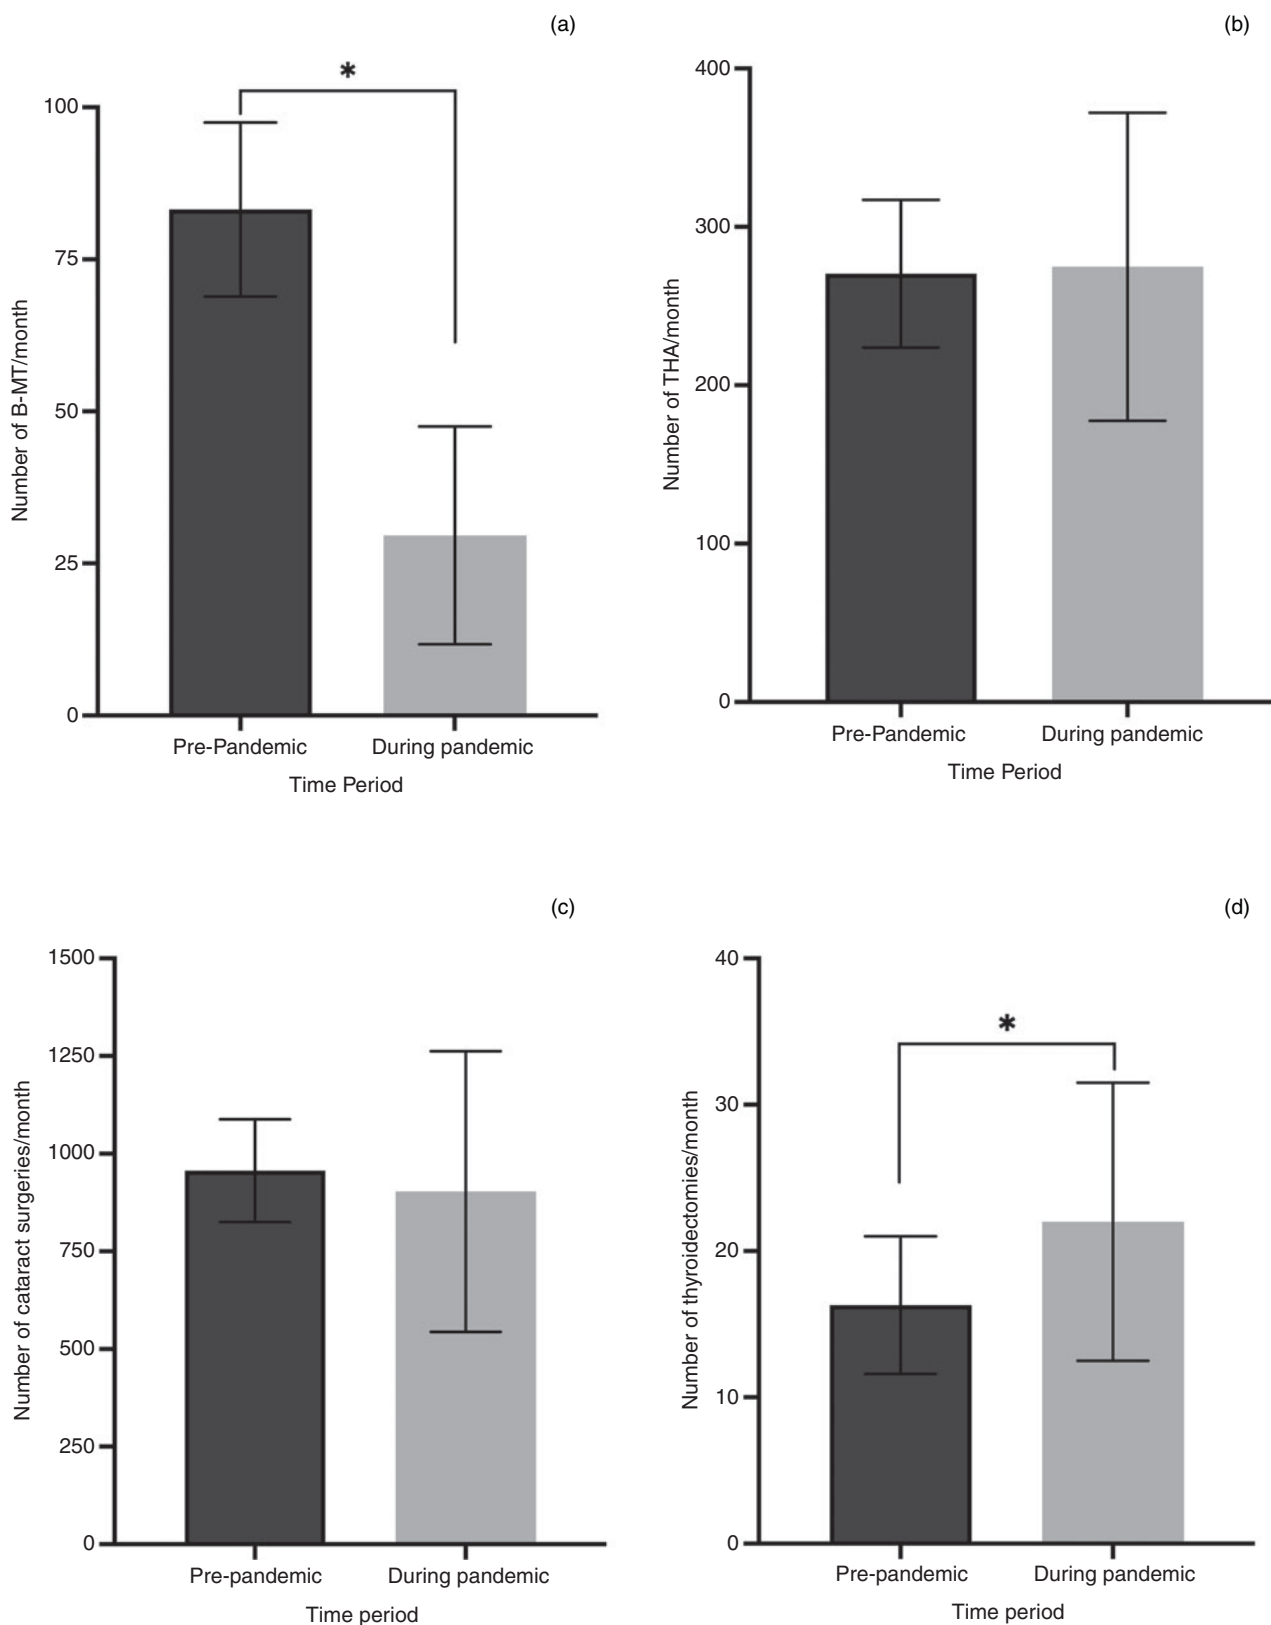 (a)
*
100
75
50
25
0
Number of B-MT/month
Pre-Pandemic During pandemic
Time Period
(b)
400
300
200
100
0
Number of THA/month
Pre-Pandemic During pandemic
Time Period
(c)
1500
1250
1000
750
500
250
0
Number of cataract surgeries/month
Pre-pandemic During pandemic
Time period
(d)
*
40
30
20
10
0
Number of thyroidectomies/month
Pre-pandemic During pandemic
Time period